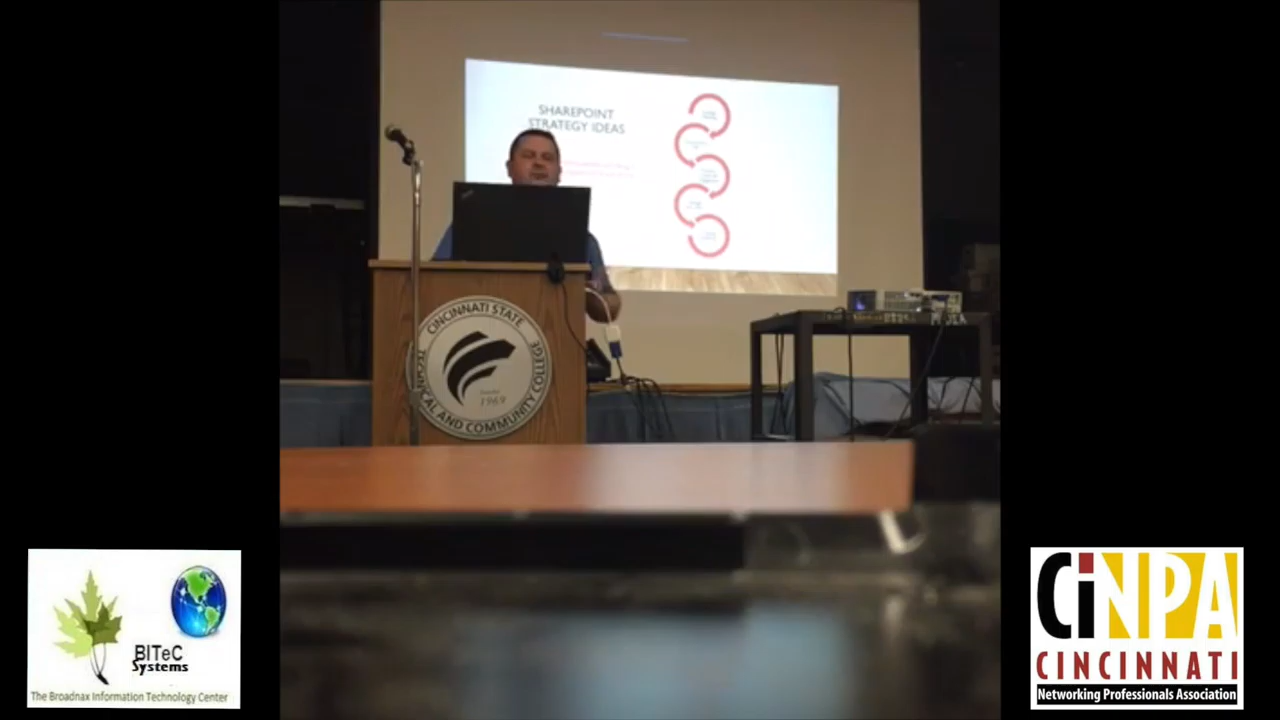 SHAREPOINT
STRATEGY IDEAS
CINCINNATI STATE
TECHNICAL AND COMMUNITY COLLEGE
1969
BITeC
Systems
The Broadnax Information Technology Center
CiNPA
CINCINNATI
Networking Professionals Association